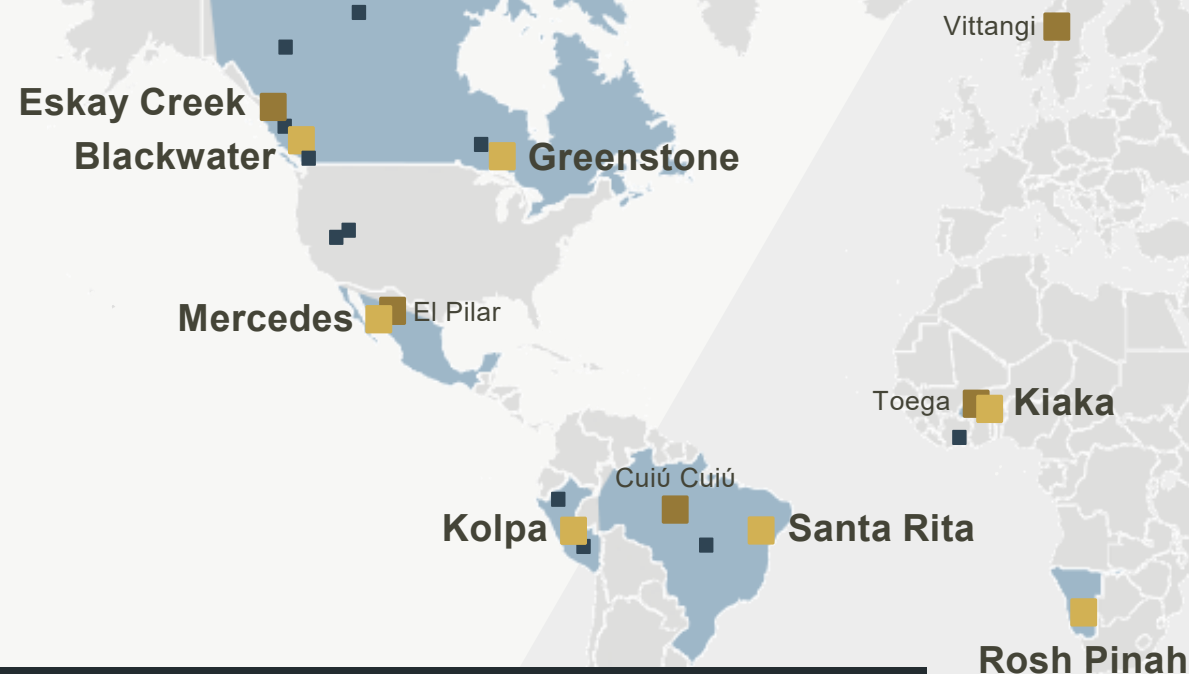 Vittangi
Eskay Creek
Blackwater
Greenstone
Mercedes
El Pilar
Toega
Kiaka
Cuiú Cuiú
Kolpa
Santa Rita
Rosh Pinah